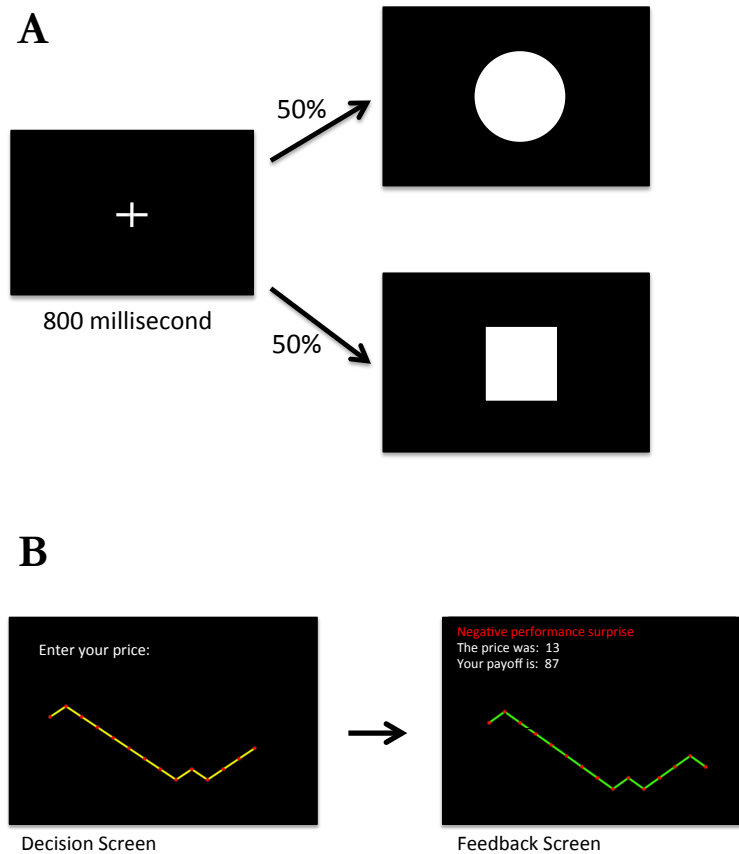 A
50%
800 millisecond
50%
B
Enter your price:
Negative performance surprise
The price was: 13
Your payoff is: 87
Decision Screen
Feedback Screen